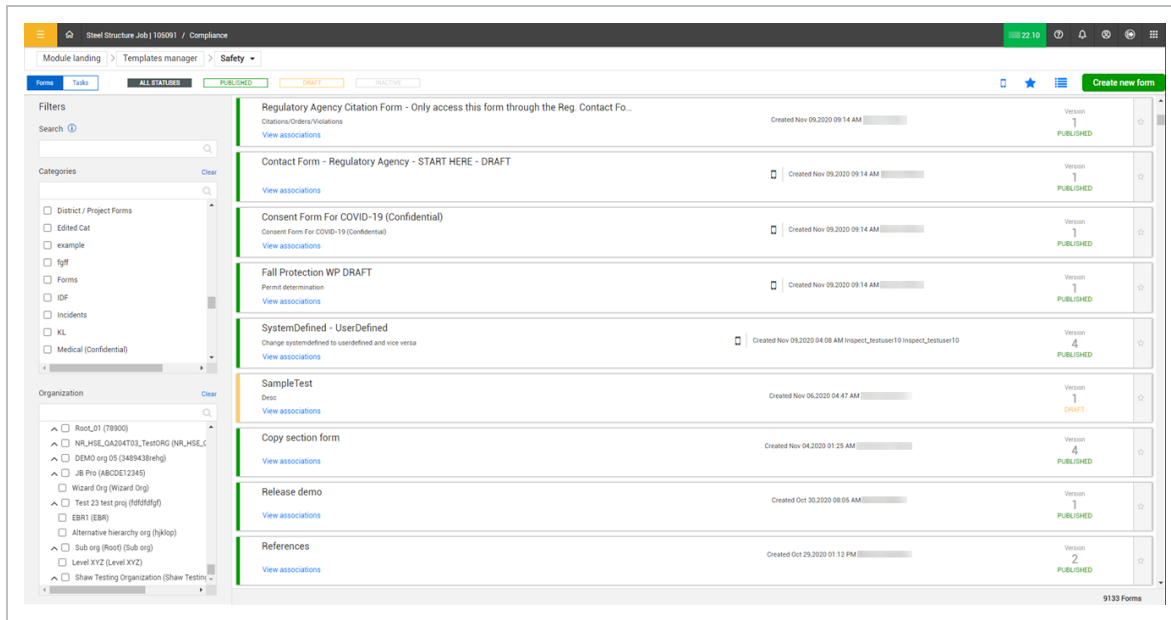 Steel Structure Job | 105091 / Compliance
22.10
Module landing > Templates manager > Safety
Forms Tasks ALL STATUSES PUBLISHED DRAFT INACTIVE
Create new form
Filters
Search
Categories Clear
District / Project Forms
Edited Cat
example
fgff
Forms
IDF
Incidents
KL
Medical (Confidential)
Organization Clear
Root_01 (78900)
NR_HSE_QA204T03_TestORG (NR_HSE_
DEMO org 05 (3489438rehg)
JB Pro (ABCDE12345)
Wizard Org (Wizard Org)
Test 23 test proj (fdfdfdfgf)
EBR1 (EBR)
Alternative hierarchy org (hjklop)
Sub org (Root) (Sub org)
Level XYZ (Level XYZ)
Shaw Testing Organization (Shaw Testing
Regulatory Agency Citation Form - Only access this form through the Reg. Contact Fo...
Citations/Orders/Violations
View associations
Created Nov 09,2020 09:14 AM
Version
1
PUBLISHED
Contact Form - Regulatory Agency - START HERE - DRAFT
View associations
Created Nov 09,2020 09:14 AM
Version
1
PUBLISHED
Consent Form For COVID-19 (Confidential)
Consent Form For COVID-19 (Confidential)
View associations
Created Nov 09,2020 09:14 AM
Version
1
PUBLISHED
Fall Protection WP DRAFT
Permit determination
View associations
Created Nov 09,2020 09:14 AM
Version
1
PUBLISHED
SystemDefined - UserDefined
Change systemdefined to userdefined and vice versa
View associations
Created Nov 09,2020 04:08 AM Inspect_testuser10 Inspect_testuser10
Version
4
PUBLISHED
SampleTest
Desc
View associations
Created Nov 06,2020 04:47 AM
Version
1
DRAFT
Copy section form
View associations
Created Nov 04,2020 01:25 AM
Version
4
PUBLISHED
Release demo
View associations
Created Oct 30,2020 08:05 AM
Version
1
PUBLISHED
References
View associations
Created Oct 29,2020 01:12 PM
Version
2
PUBLISHED
9133 Forms